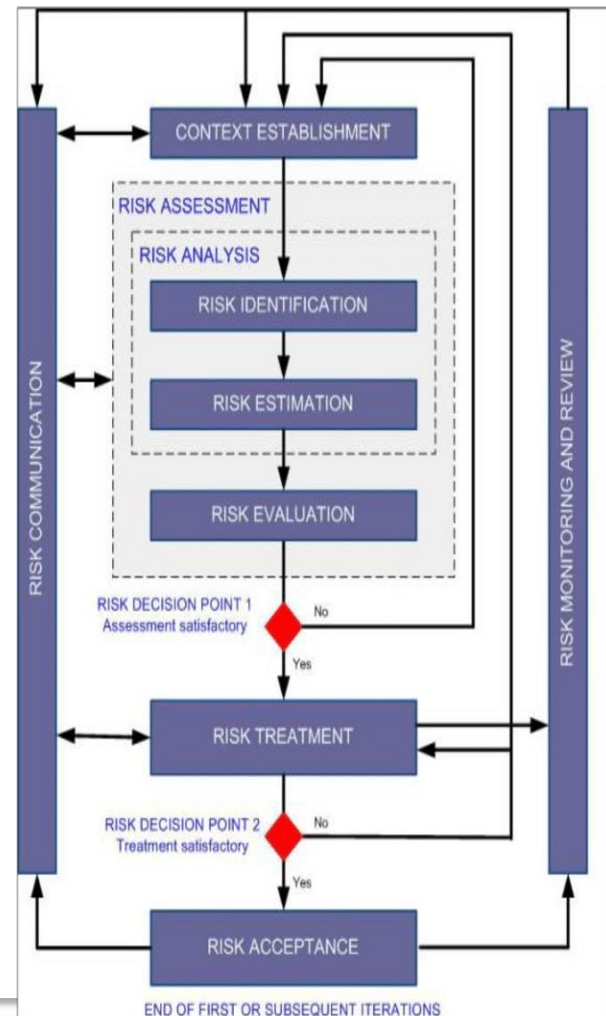 CONTEXT ESTABLISHMENT
RISK ASSESSMENT
RISK ANALYSIS
RISK IDENTIFICATION
RISK ESTIMATION
RISK EVALUATION
RISK COMMUNICATION
RISK MONITORING AND REVIEW
RISK DECISION POINT 1
Assessment satisfactory
No
Yes
RISK TREATMENT
RISK DECISION POINT 2
Treatment satisfactory
No
Yes
RISK ACCEPTANCE
END OF FIRST OR SUBSEQUENT ITERATIONS